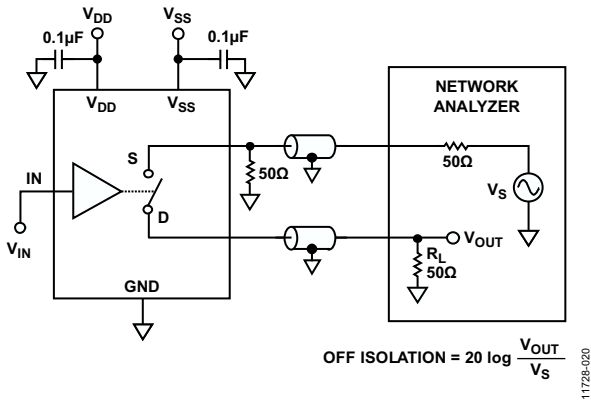 VDD
VSS
0.1µF
0.1µF
VDD
VSS
NETWORK
ANALYZER
S
IN
50Ω
50Ω
VS
D
VIN
VOUT
RL
50Ω
GND
OFF ISOLATION = 20 log VOUT
VS
11728-020